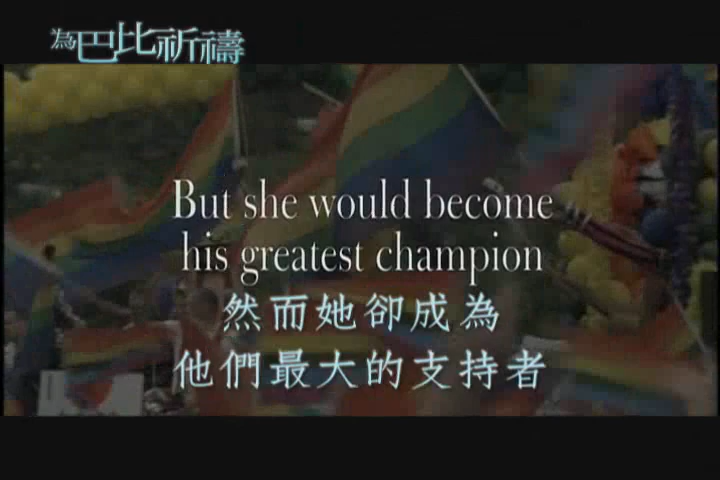 為巴比祈禱
But she would become
his greatest champion
然而她卻成為
他們最大的支持者